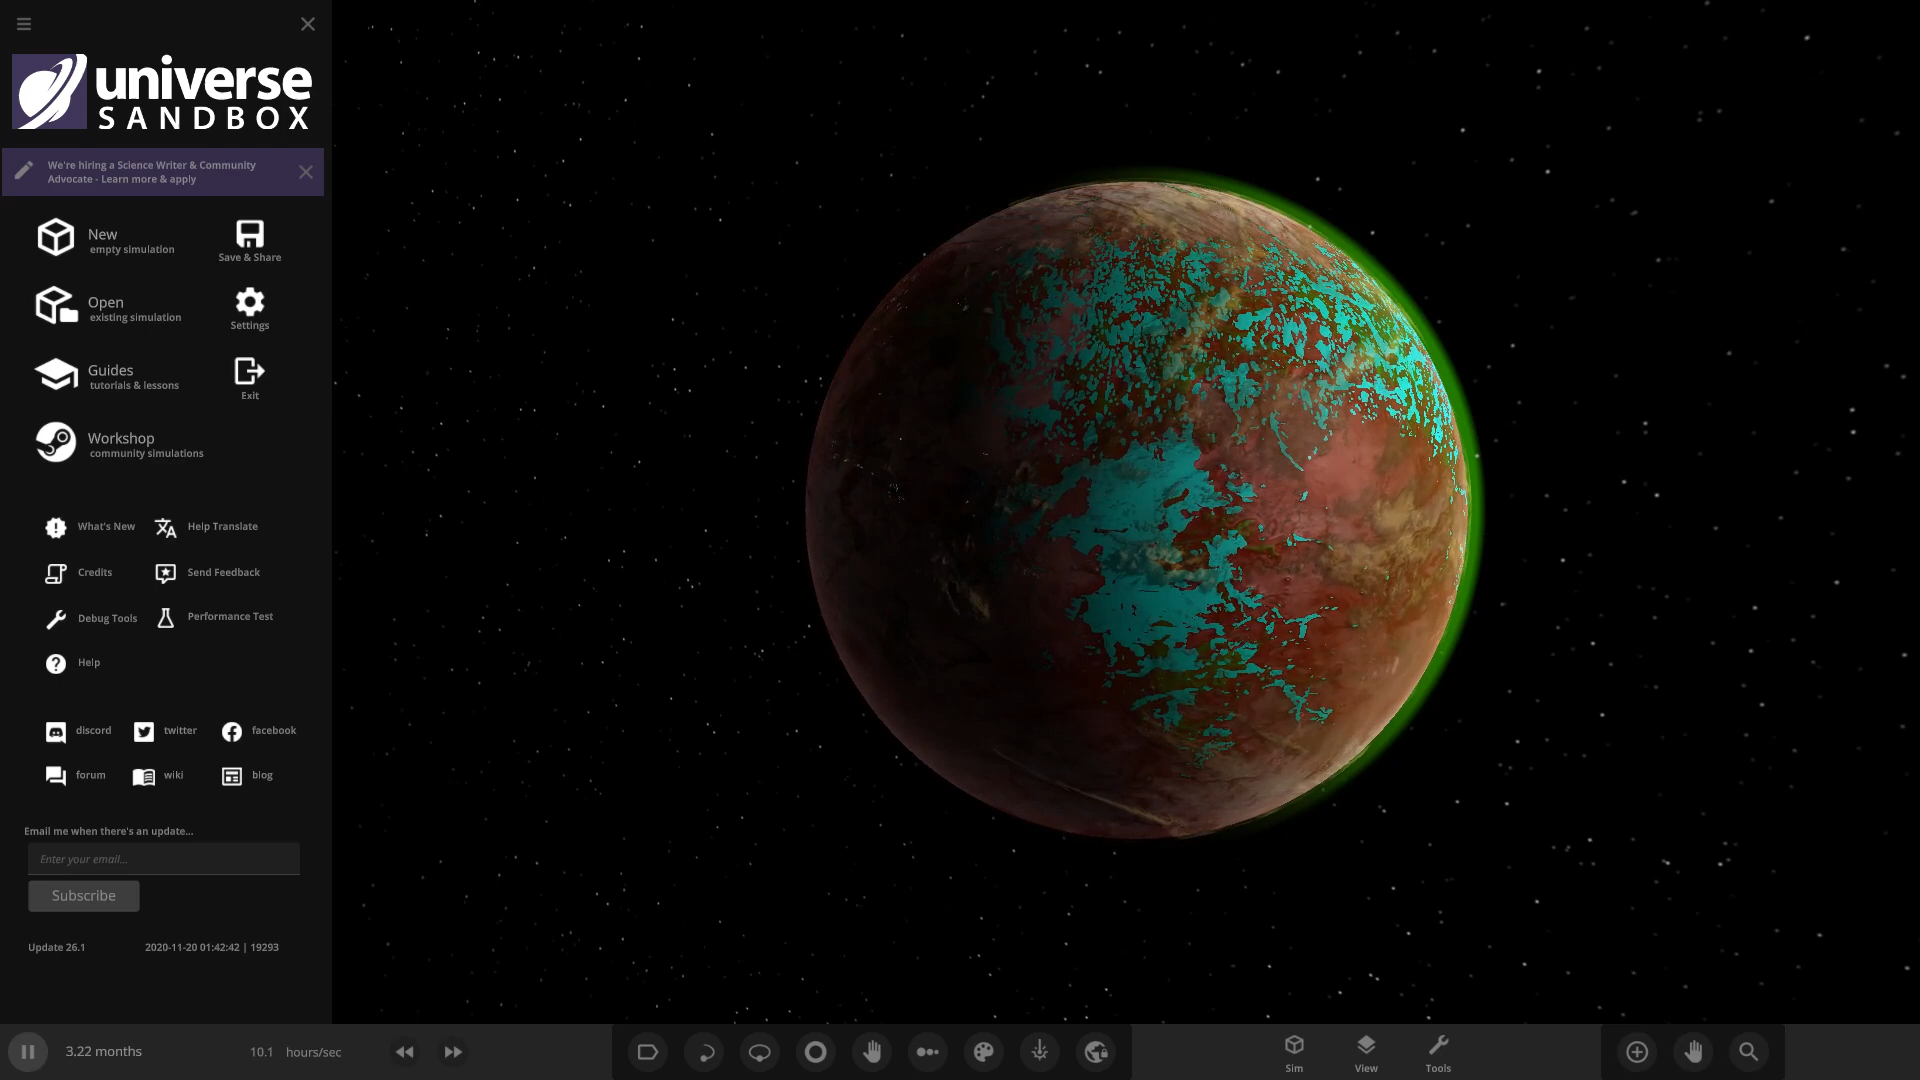 universe
SANDBOX
We're hiring a Science Writer & Community
Advocate - Learn more & apply
New
empty simulation
Save & Share
Open
existing simulation
Settings
Guides
tutorials & lessons
Exit
Workshop
community simulations
What's New
Help Translate
Credits
Send Feedback
Debug Tools
Performance Test
Help
discord
twitter
facebook
forum
wiki
blog
Email me when there's an update...
Enter your email...
Subscribe
Update 26.1
2020-11-20 01:42:42 | 19293
3.22 months
10.1 hours/sec
Sim
View
Tools